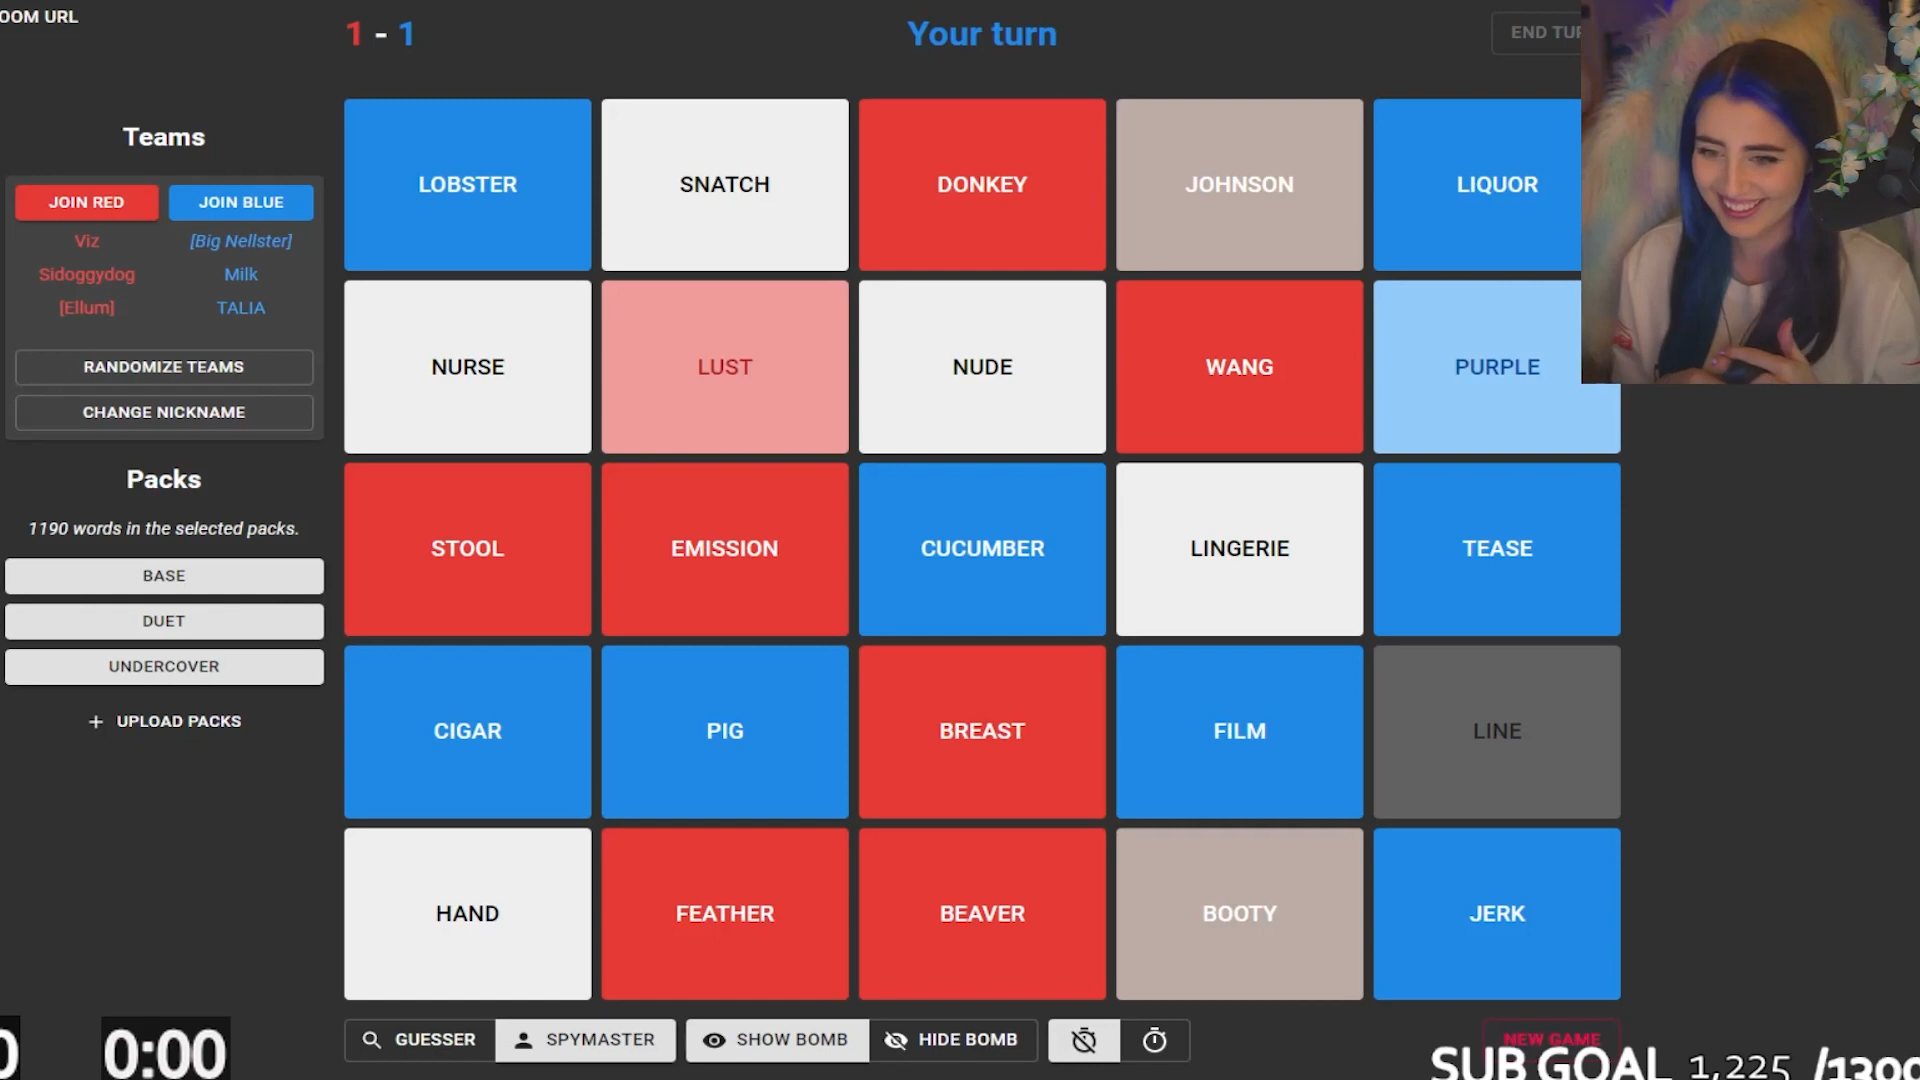 OOM URL
1 - 1
Your turn
END TUR
Teams
JOIN RED
JOIN BLUE
Viz
[Big Nellster]
Sidoggydog
Milk
[Ellum]
TALIA
RANDOMIZE TEAMS
CHANGE NICKNAME
Packs
1190 words in the selected packs.
BASE
DUET
UNDERCOVER
+ UPLOAD PACKS
LOBSTER
SNATCH
DONKEY
JOHNSON
LIQUOR
NURSE
LUST
NUDE
WANG
PURPLE
STOOL
EMISSION
CUCUMBER
LINGERIE
TEASE
CIGAR
PIG
BREAST
FILM
LINE
HAND
FEATHER
BEAVER
BOOTY
JERK
0
0:00
GUESSER
SPYMASTER
SHOW BOMB
HIDE BOMB
NEW GAME
SUB GOAL 1,225 /1300